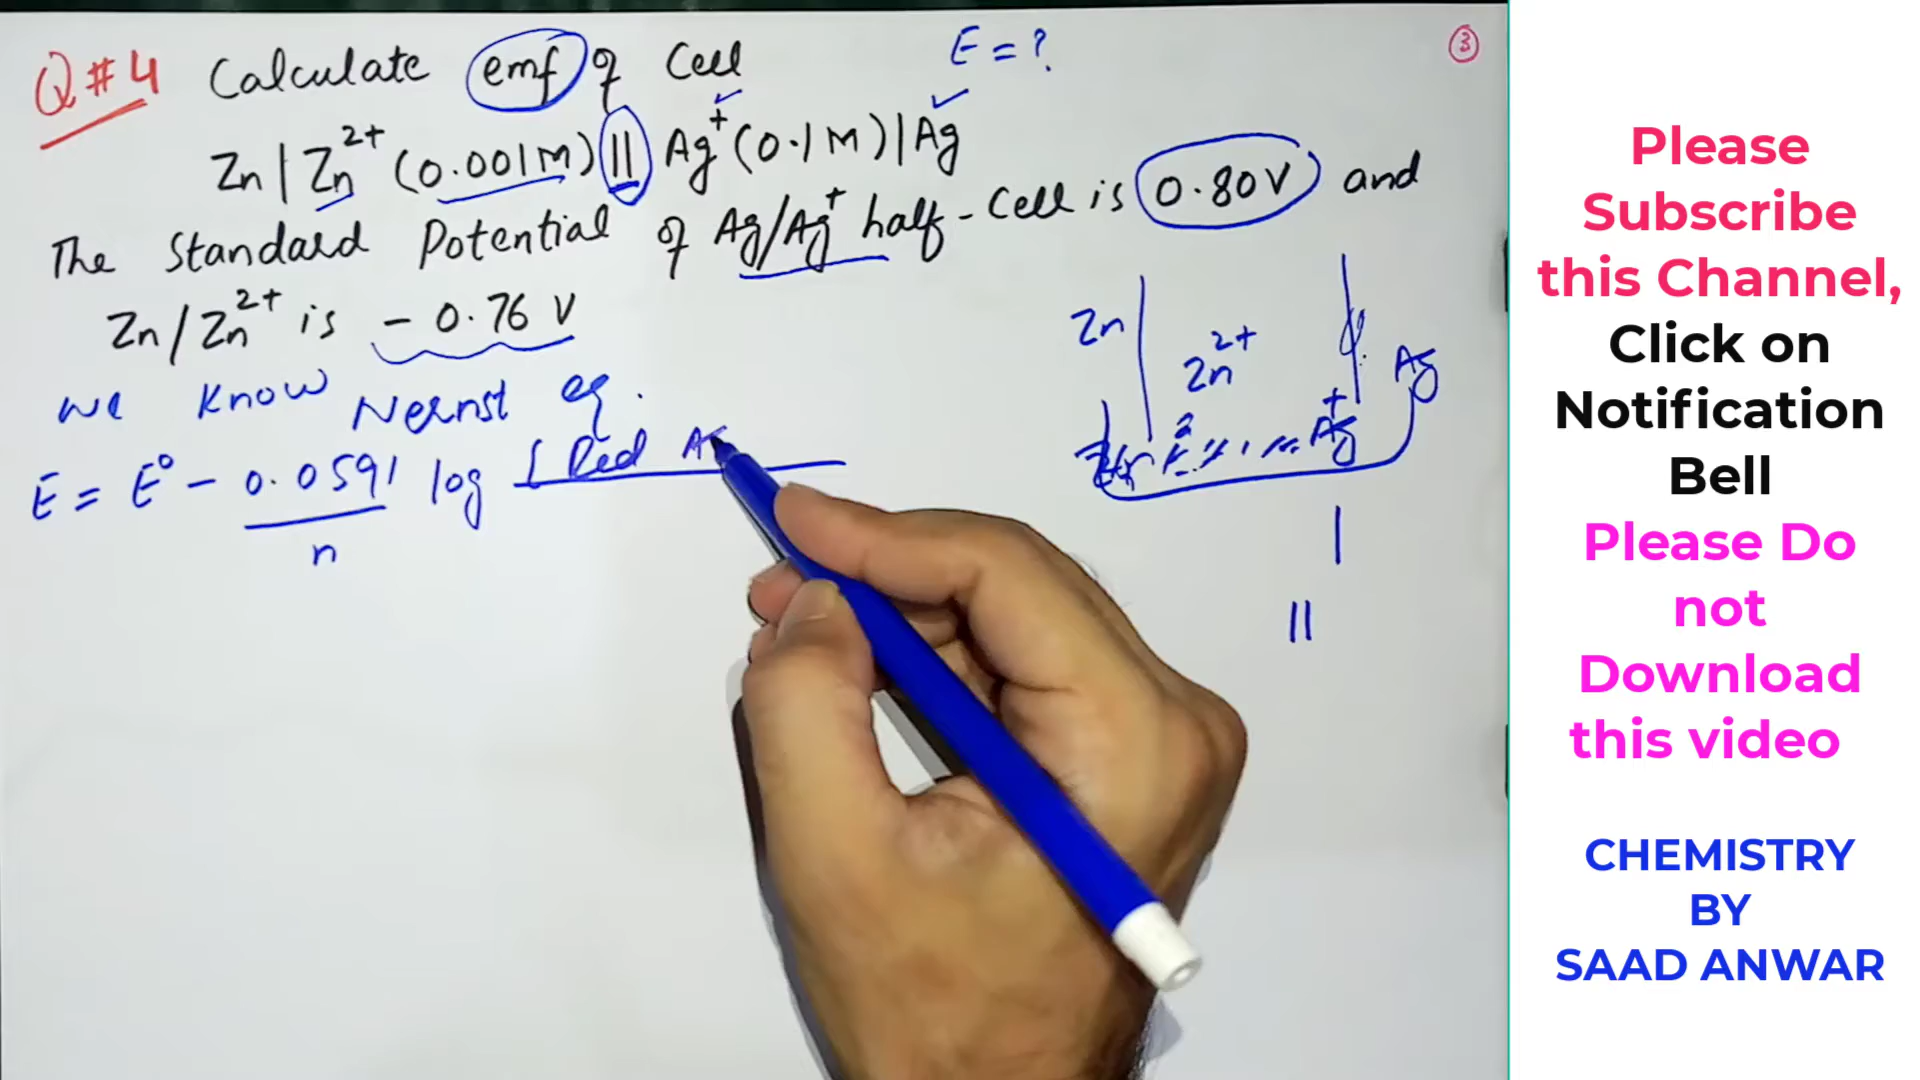 Q#4 Calculate emf of Cell E = ?
3
Zn | Zn2+ (0.001M) || Ag+ (0.1M) | Ag
The Standard Potential of Ag/Ag+ half-Cell is 0.80V and
Zn/Zn2+ is - 0.76 V
We Know Nernst eq.
E = E° - 0.0591 log [ Red
n
Zn
Zn2+
Ag
Ag+
|
||
Please
Subscribe
this Channel,
Click on
Notification
Bell
Please Do
not
Download
this video
CHEMISTRY
BY
SAAD ANWAR